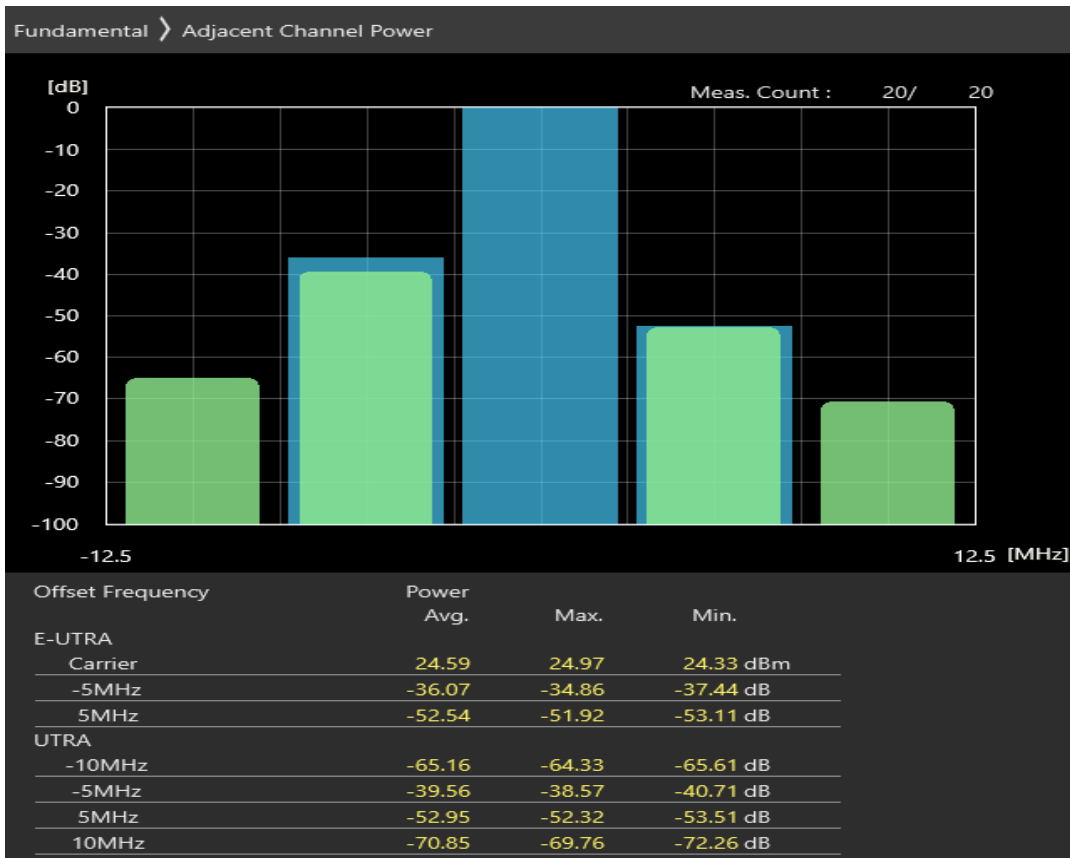 Fundamental 〉 Adjacent Channel Power
[dB]
Meas. Count : 20/ 20
0
-10
-20
-30
-40
-50
-60
-70
-80
-90
-100
-12.5 12.5 [MHz]
Offset Frequency Power
Avg. Max. Min.
E-UTRA
Carrier 24.59 24.97 24.33 dBm
-5MHz -36.07 -34.86 -37.44 dB
5MHz -52.54 -51.92 -53.11 dB
UTRA
-10MHz -65.16 -64.33 -65.61 dB
-5MHz -39.56 -38.57 -40.71 dB
5MHz -52.95 -52.32 -53.51 dB
10MHz -70.85 -69.76 -72.26 dB